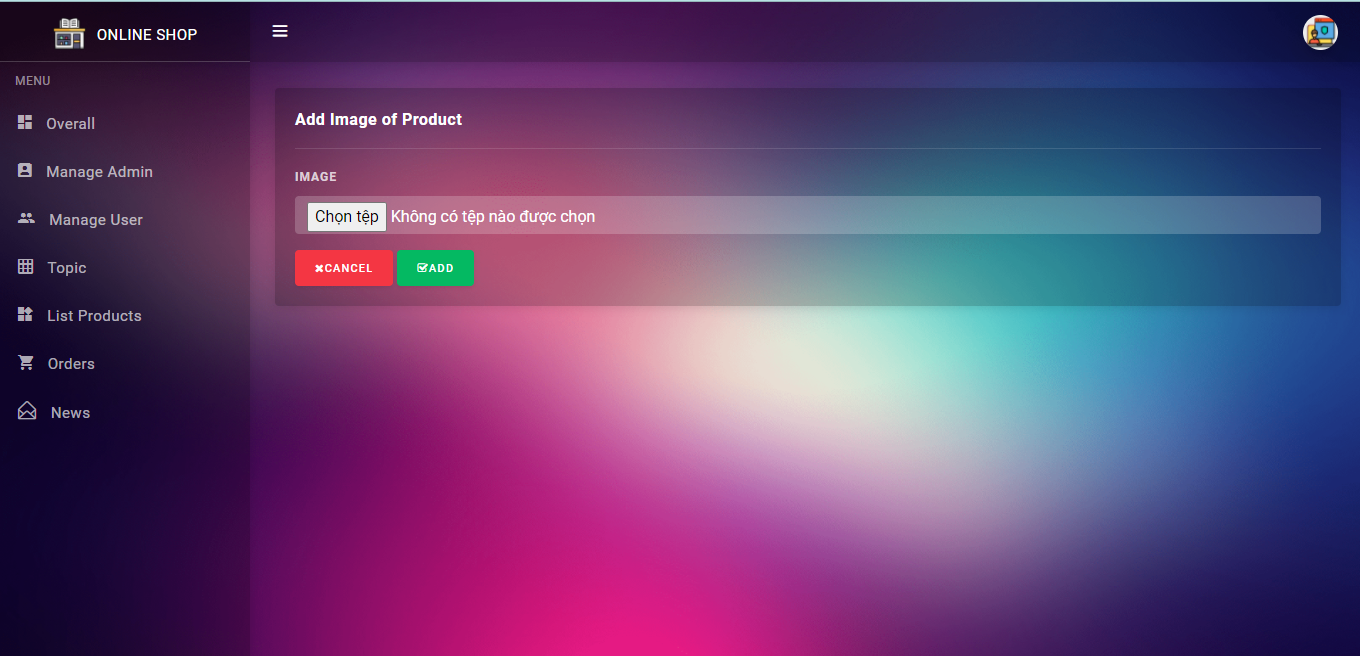 ONLINE SHOP
MENU
Overall
Manage Admin
Manage User
Topic
List Products
Orders
News
Add Image of Product
IMAGE
Chọn tệp Không có tệp nào được chọn
CANCEL ADD